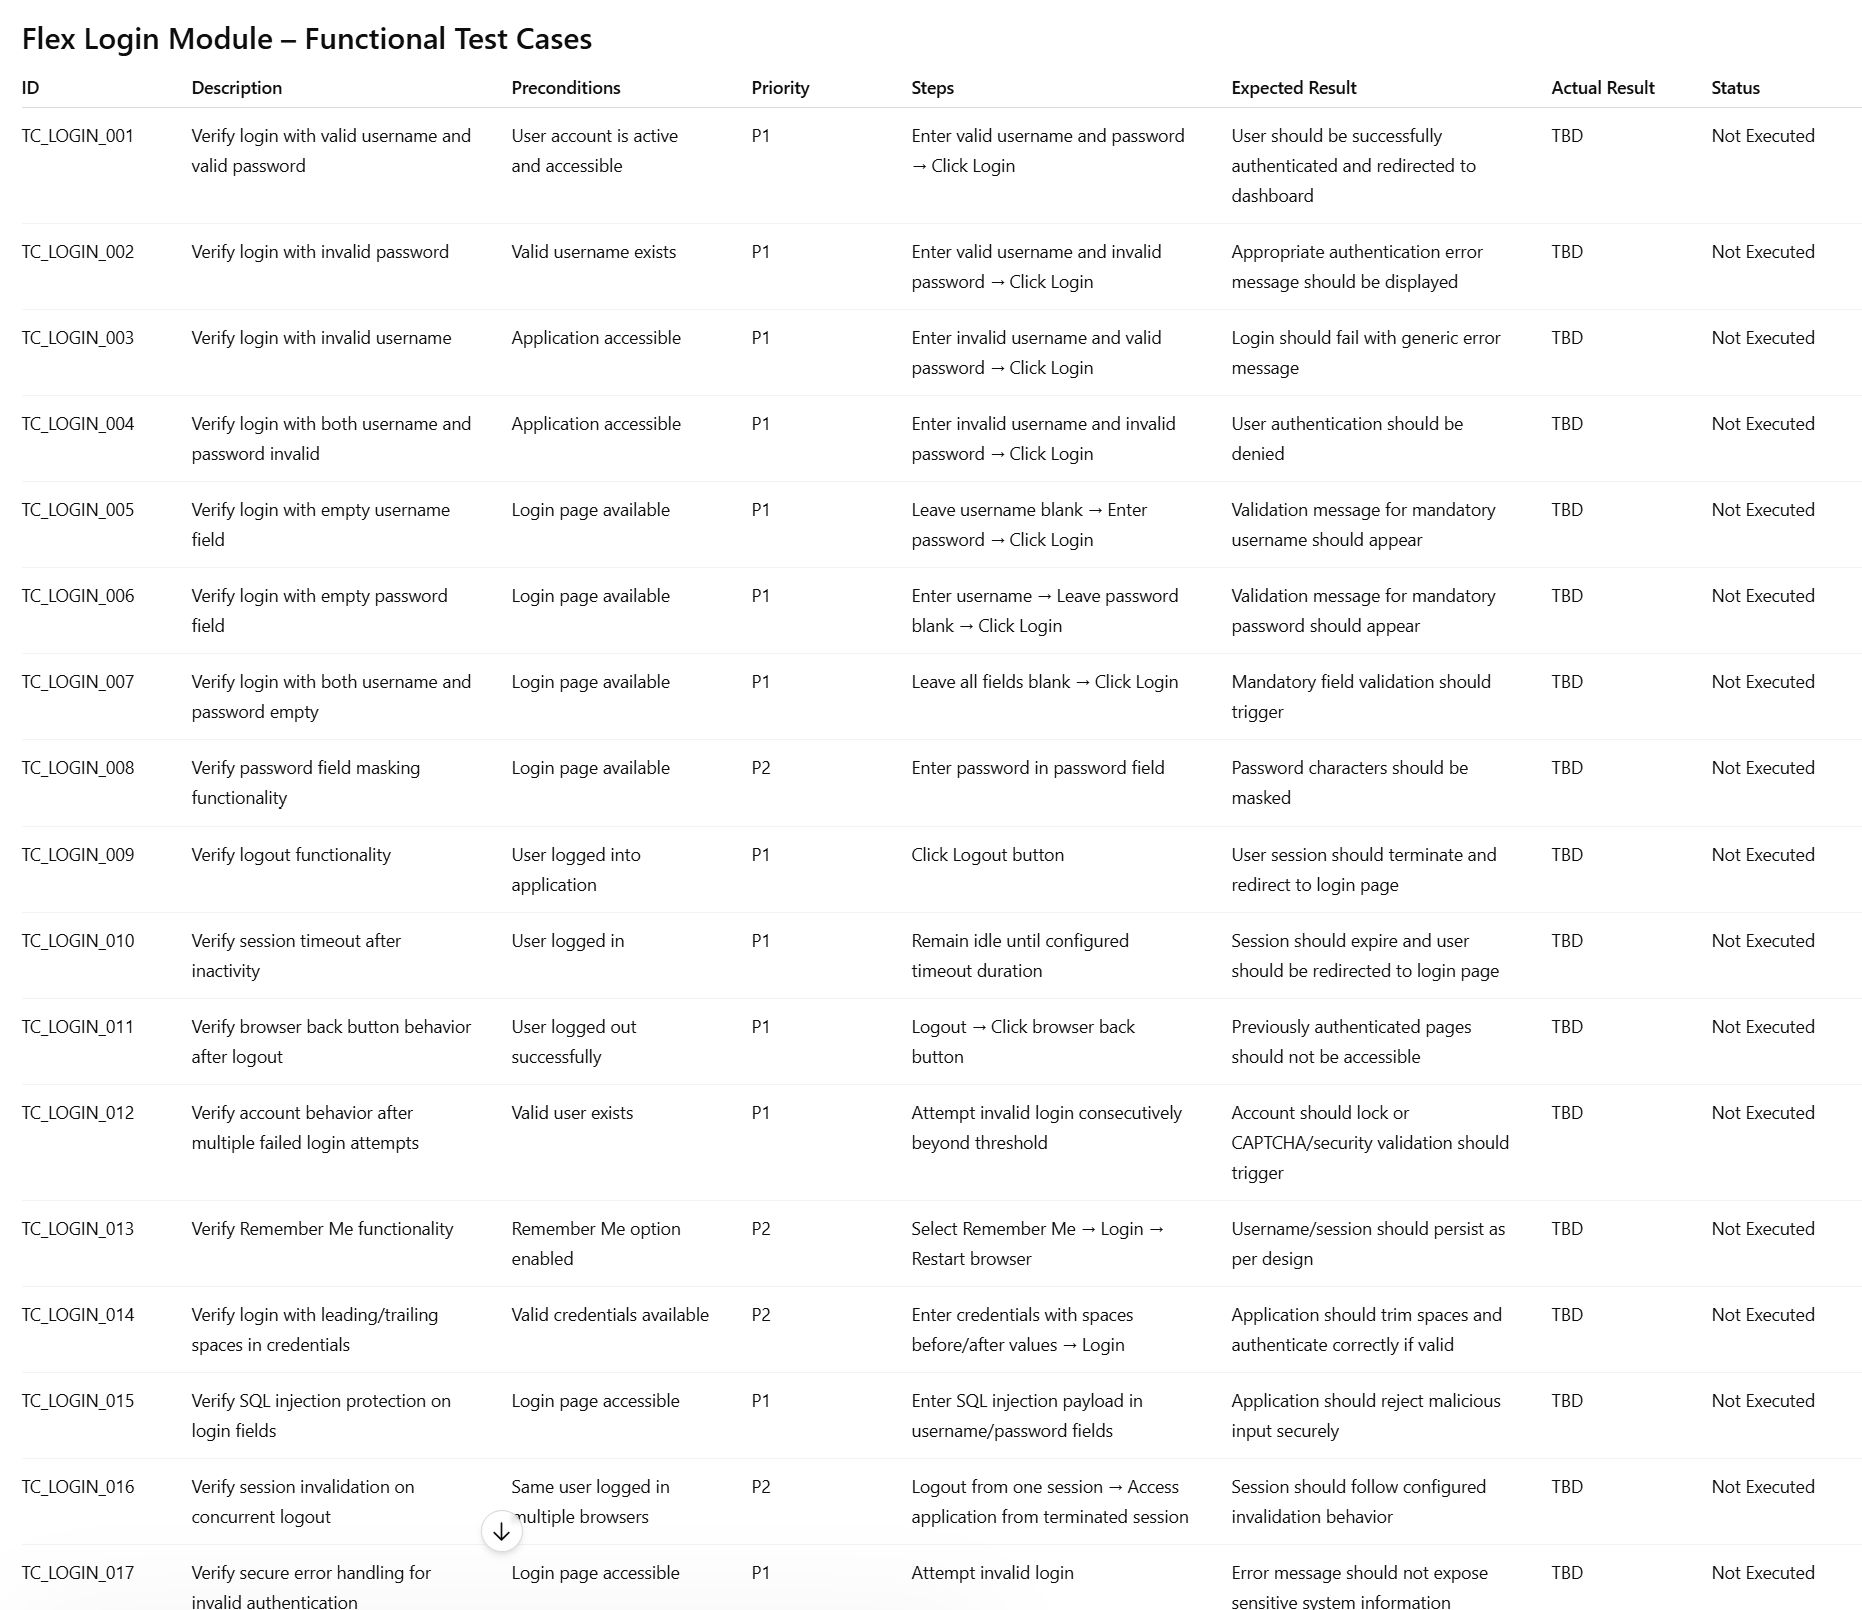 Flex Login Module – Functional Test Cases
ID Description Preconditions Priority Steps Expected Result Actual Result Status
TC_LOGIN_001 Verify login with valid username and User account is active P1 Enter valid username and password User should be successfully TBD Not Executed
valid password and accessible → Click Login authenticated and redirected to
dashboard
TC_LOGIN_002 Verify login with invalid password Valid username exists P1 Enter valid username and invalid Appropriate authentication error TBD Not Executed
password → Click Login message should be displayed
TC_LOGIN_003 Verify login with invalid username Application accessible P1 Enter invalid username and valid Login should fail with generic error TBD Not Executed
password → Click Login message
TC_LOGIN_004 Verify login with both username and Application accessible P1 Enter invalid username and invalid User authentication should be TBD Not Executed
password invalid password → Click Login denied
TC_LOGIN_005 Verify login with empty username Login page available P1 Leave username blank → Enter Validation message for mandatory TBD Not Executed
field password → Click Login username should appear
TC_LOGIN_006 Verify login with empty password Login page available P1 Enter username → Leave password Validation message for mandatory TBD Not Executed
field blank → Click Login password should appear
TC_LOGIN_007 Verify login with both username and Login page available P1 Leave all fields blank → Click Login Mandatory field validation should TBD Not Executed
password empty trigger
TC_LOGIN_008 Verify password field masking Login page available P2 Enter password in password field Password characters should be TBD Not Executed
functionality masked
TC_LOGIN_009 Verify logout functionality User logged into P1 Click Logout button User session should terminate and TBD Not Executed
application redirect to login page
TC_LOGIN_010 Verify session timeout after User logged in P1 Remain idle until configured Session should expire and user TBD Not Executed
inactivity timeout duration should be redirected to login page
TC_LOGIN_011 Verify browser back button behavior User logged out P1 Logout → Click browser back Previously authenticated pages TBD Not Executed
after logout successfully button should not be accessible
TC_LOGIN_012 Verify account behavior after Valid user exists P1 Attempt invalid login consecutively Account should lock or TBD Not Executed
multiple failed login attempts beyond threshold CAPTCHA/security validation should
trigger
TC_LOGIN_013 Verify Remember Me functionality Remember Me option P2 Select Remember Me → Login → Username/session should persist as TBD Not Executed
enabled Restart browser per design
TC_LOGIN_014 Verify login with leading/trailing Valid credentials available P2 Enter credentials with spaces Application should trim spaces and TBD Not Executed
spaces in credentials before/after values → Login authenticate correctly if valid
TC_LOGIN_015 Verify SQL injection protection on Login page accessible P1 Enter SQL injection payload in Application should reject malicious TBD Not Executed
login fields username/password fields input securely
TC_LOGIN_016 Verify session invalidation on Same user logged in P2 Logout from one session → Access Session should follow configured TBD Not Executed
concurrent logout multiple browsers application from terminated session invalidation behavior
TC_LOGIN_017 Verify secure error handling for Login page accessible P1 Attempt invalid login Error message should not expose TBD Not Executed
invalid authentication sensitive system information